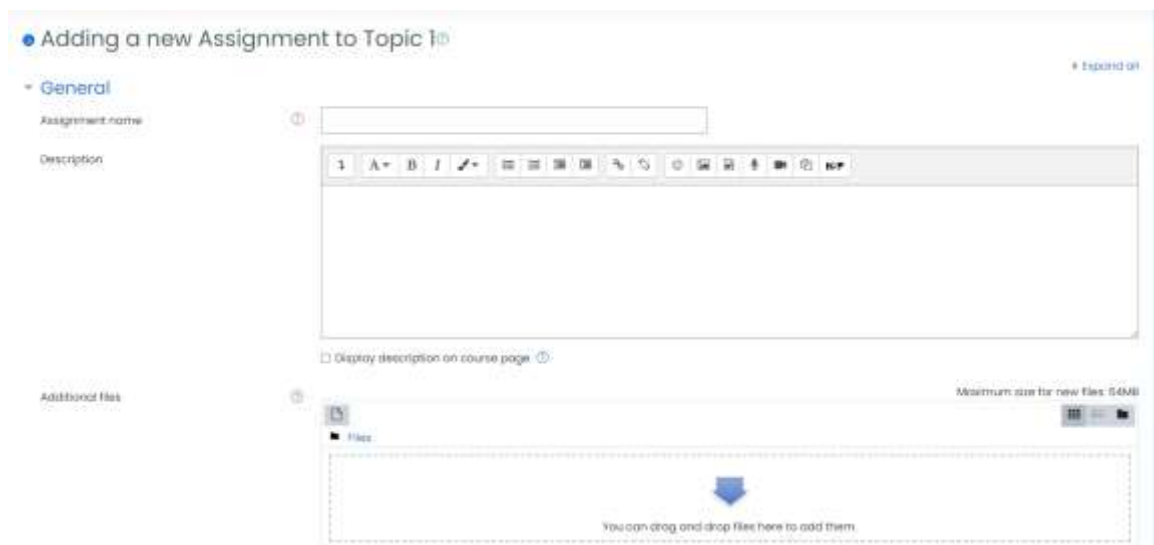 Adding a new Assignment to Topic 1
Expand all
General
Assignment name
Description
A B I H-P
Display description on course page
Additional files
Maximum size for new files: 64MB
Files
You can drag and drop files here to add them.